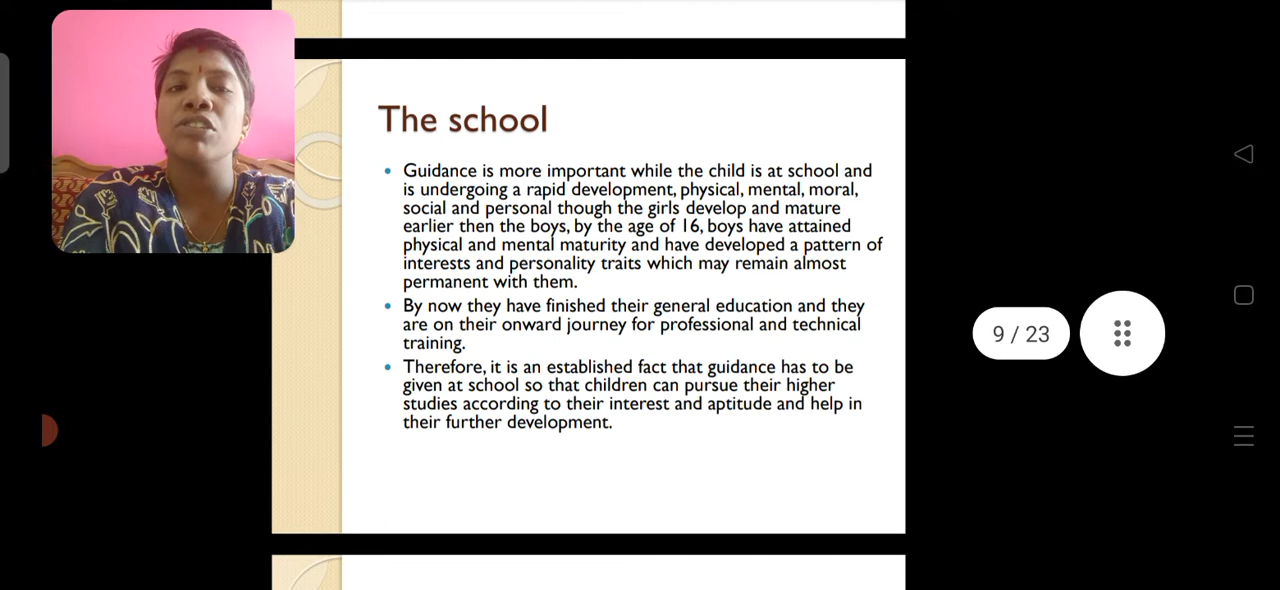 The school
Guidance is more important while the child is at school and
is undergoing a rapid development, physical, mental, moral,
social and personal though the girls develop and mature
earlier then the boys, by the age of 16, boys have attained
physical and mental maturity and have developed a pattern of
interests and personality traits which may remain almost
permanent with them.
By now they have finished their general education and they
are on their onward journey for professional and technical
training.
Therefore, it is an established fact that guidance has to be
given at school so that children can pursue their higher
studies according to their interest and aptitude and help in
their further development.
9 / 23